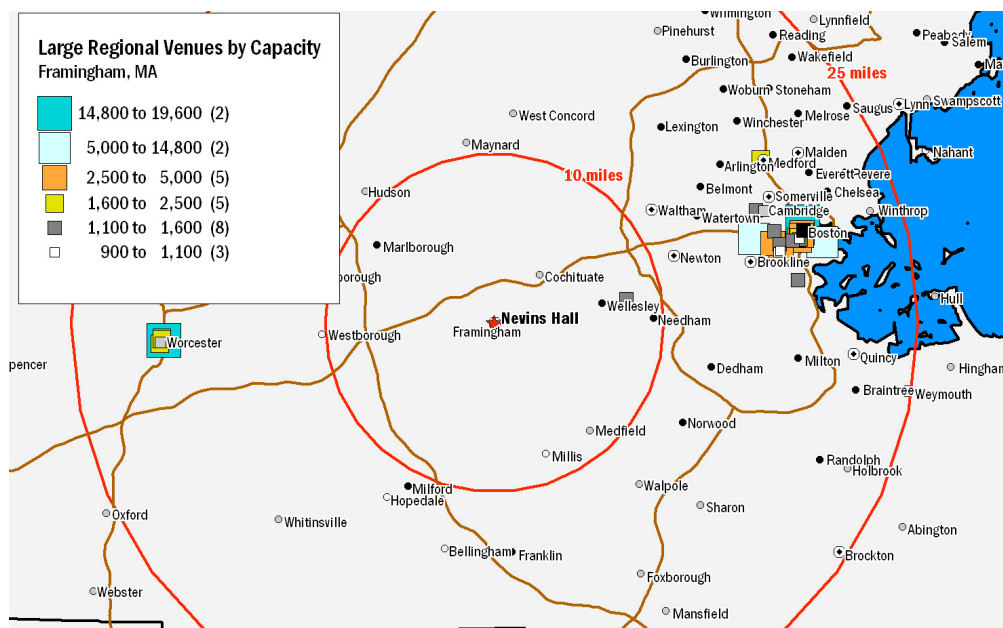 Large Regional Venues by Capacity
Framingham, MA
14,800 to 19,600 (2)
5,000 to 14,800 (2)
2,500 to 5,000 (5)
1,600 to 2,500 (5)
1,100 to 1,600 (8)
900 to 1,100 (3)
Wilmington
Lynnfield
Pinehurst
Reading
Peabody
Salem
Burlington
Wakefield
25 miles
Ma
Woburn
Stoneham
Saugus
Lynn
Swampscott
West Concord
Lexington
Winchester
Melrose
Maynard
Malden
Nahant
Arlington
Medford
10 miles
Everett
Revere
Hudson
Belmont
Chelsea
Somerville
Waltham
Watertown
Cambridge
Winthrop
Boston
Marlborough
Newton
Brookline
borough
Cochituate
Hull
Wellesley
Nevins Hall
Framingham
Needham
Westborough
Worcester
Quincy
Milton
Hingham
pencer
Dedham
Braintree
Weymouth
Norwood
Medfield
Millis
Randolph
Holbrook
Milford
Hopedale
Walpole
Sharon
Oxford
Whitinsville
Abington
Bellingham
Franklin
Brockton
Foxborough
Webster
Mansfield